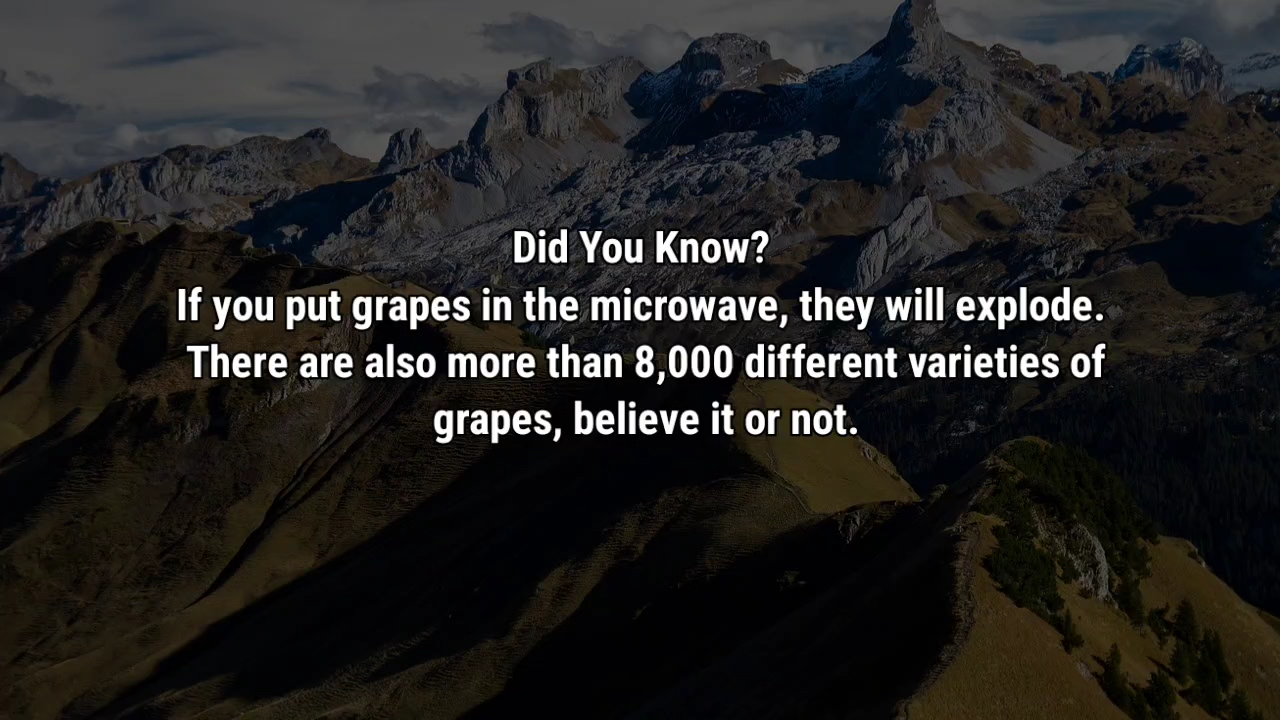 Did You Know?
If you put grapes in the microwave, they will explode.
There are also more than 8,000 different varieties of
grapes, believe it or not.